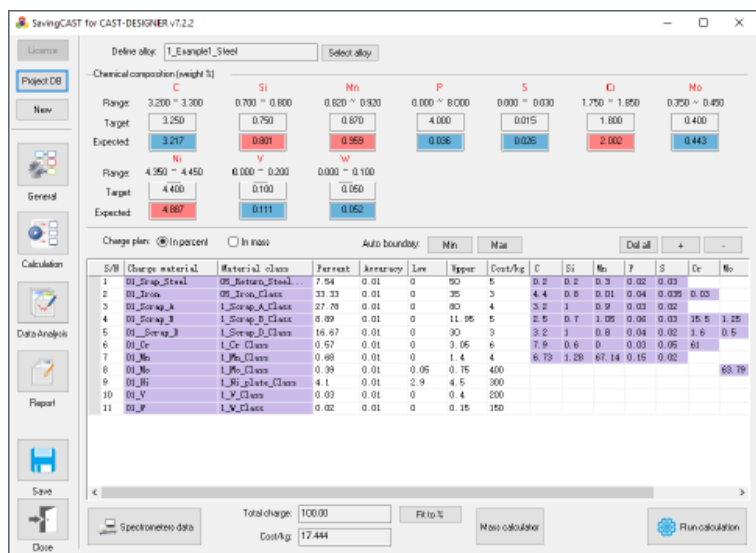 SavingCAST for CAST-DESIGNER v7.2.2
License
Define alloy: 1_Example1_Steel Select alloy
Project DB
Chemical composition (weight %)
C Si Mn P S Cr Mo
New
Range: 3.200 ~ 3.300 0.700 ~ 0.800 0.820 ~ 0.920 0.000 ~ 8.000 0.000 ~ 0.030 1.750 ~ 1.850 0.350 ~ 0.450
Target 3.250 0.750 0.870 4.000 0.015 1.800 0.400
Expected: 3.217 0.801 0.959 0.036 0.026 2.002 0.443
Ni V W
Range: 4.350 ~ 4.450 0.000 ~ 0.200 0.000 ~ 0.100
Target 4.400 0.100 0.050
Expected: 4.887 0.111 0.052
General
Charge plan: In percent In mass Auto boundary: Min Max Del all + -
Calculation
S/N Charge material Material class Percent Accuracy Low Upper Cost/kg C Si Mn P S Cr Mo
1 01_Srap_Steel 05_Return_Steel... 7.54 0.01 0 50 5 0.2 0.2 0.3 0.02 0.03
2 01_Iron 05_Iron_Class 33.33 0.01 0 35 3 4.4 0.8 0.01 0.04 0.035 0.03
3 01_Scrap_A 1_Scrap_A_Class 27.78 0.01 0 80 4 3.2 1 0.9 0.03 0.02
4 01_Scrap_B 1_Scrap_B_Class 8.89 0.01 0 11.95 5 2.5 0.7 1.05 0.06 0.03 15.5 1.25
5 01__Scrap_D 1_Scrap_D_Class 16.67 0.01 0 30 3 3.2 1 0.8 0.04 0.02 1.6 0.5
6 01_Cr 1_Cr_Class 0.57 0.01 0 3.05 6 7.9 0.6 0 0.03 0.05 61
7 01_Mn 1_Mn_Class 0.68 0.01 0 1.4 4 6.73 1.28 67.14 0.15 0.02
8 01_Mo 1_Mo_Class 0.39 0.01 0.05 0.75 400 63.79
9 01_Ni 1_Ni_plate_Class 4.1 0.01 2.9 4.5 300
10 01_V 1_V_Class 0.03 0.01 0 0.4 200
11 01_W 1_W_Class 0.02 0.01 0 0.15 150
Data Analysis
Report
Save
Total charge: 100.00 Fit to %
Spectrometers data Mass calculator Run calculation
Cost/kg: 17.444
Close